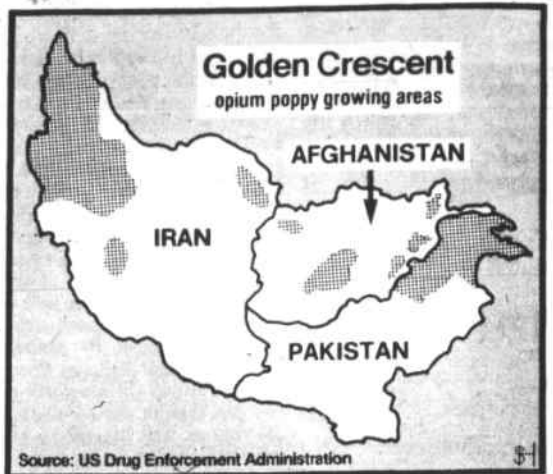 Golden Crescent
opium poppy growing areas
AFGHANISTAN
IRAN
PAKISTAN
Source: US Drug Enforcement Administration